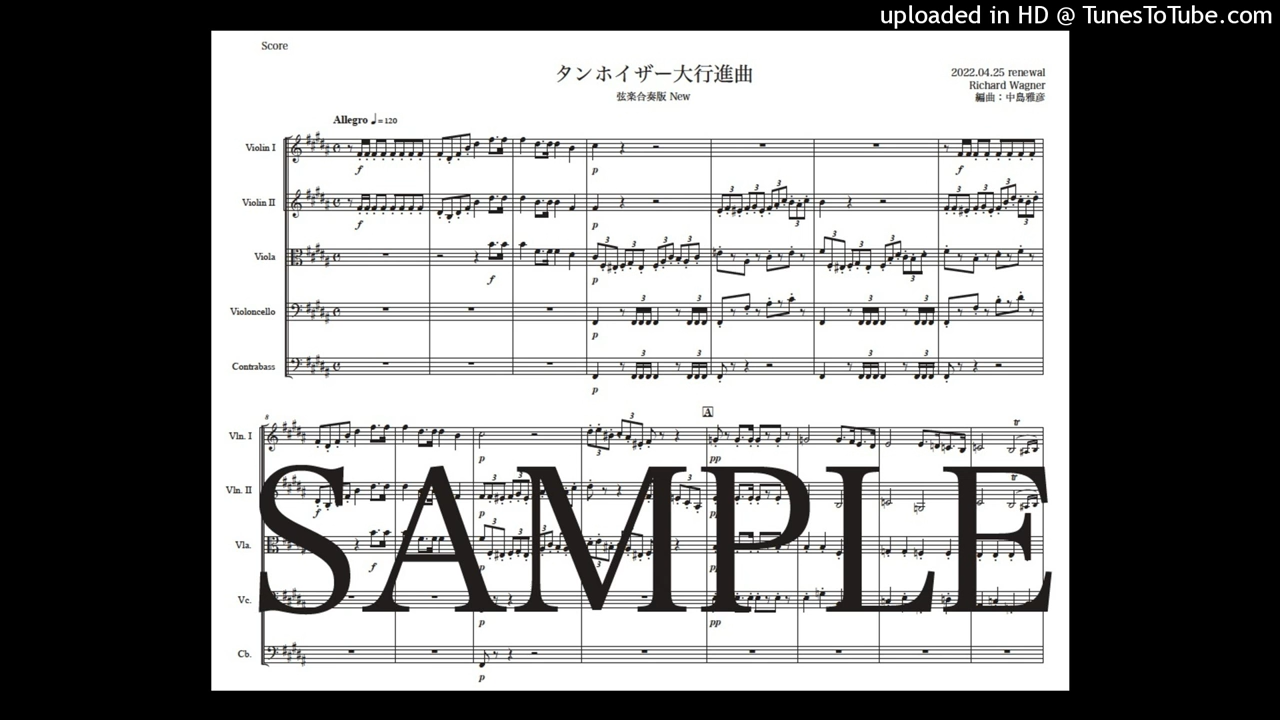 uploaded in HD @ TunesToTube.com
Score
タンホイザー大行進曲
弦楽合奏版 New
2022.04.25 renewal
Richard Wagner
編曲：中島雅彦
Allegro ♩= 120
Violin I
Violin II
Viola
Violoncello
Contrabass
8
A
Vln. I
Vln. II
Vla.
Vc.
Cb.
SAMPLE